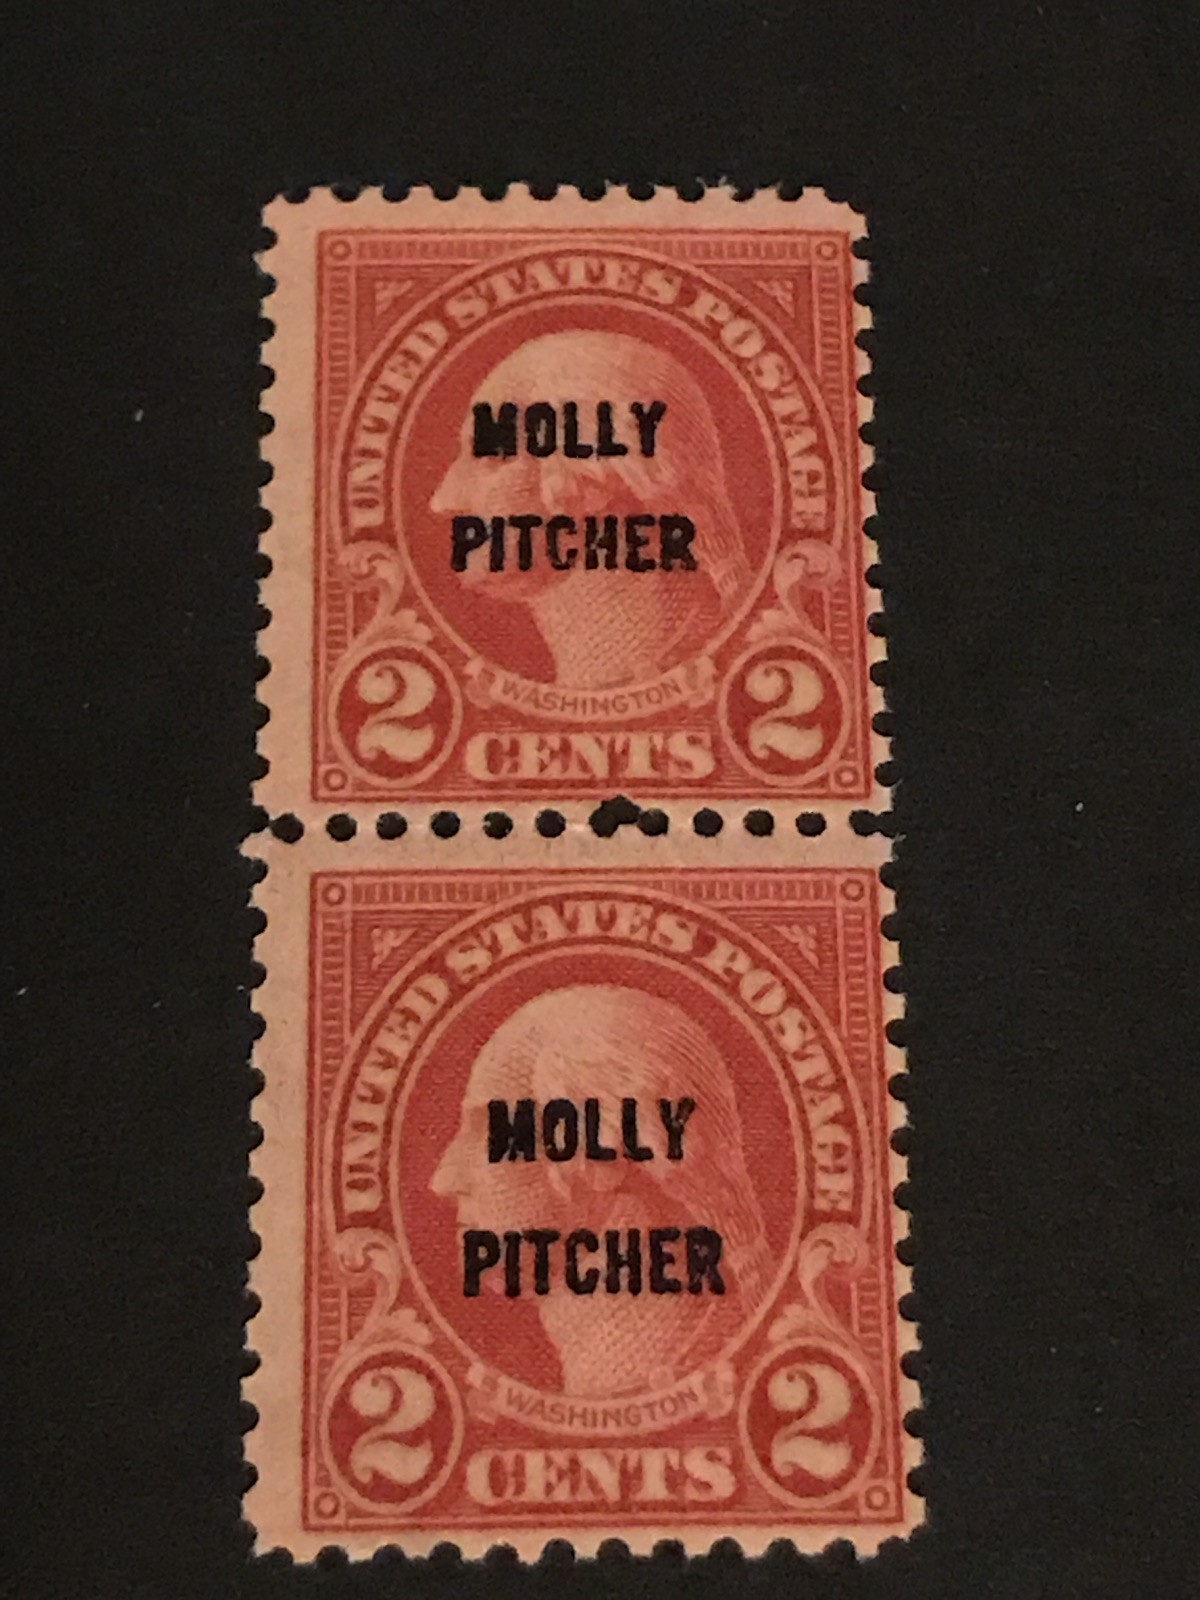 UNITED STATES POSTAGE
MOLLY
PITCHER
WASHINGTON
2 CENTS 2
UNITED STATES POSTAGE
MOLLY
PITCHER
WASHINGTON
2 CENTS 2